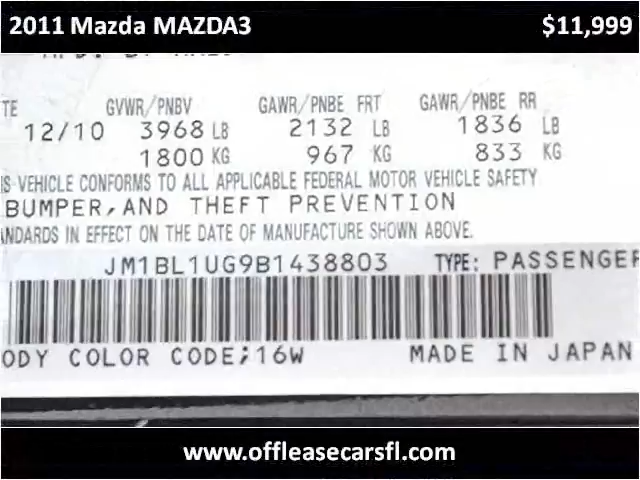 2011 Mazda MAZDA3 $11,999
TE GVWR/PNBV GAWR/PNBE FRT GAWR/PNBE RR
12/10 3968 LB 2132 LB 1836 LB
1800 KG 967 KG 833 KG
IS VEHICLE CONFORMS TO ALL APPLICABLE FEDERAL MOTOR VEHICLE SAFETY
BUMPER, AND THEFT PREVENTION
ANDARDS IN EFFECT ON THE DATE OF MANUFACTURE SHOWN ABOVE.
JM1BL1UG9B1438803 TYPE: PASSENGER
ODY COLOR CODE;16W MADE IN JAPAN
www.offleasecarsfl.com